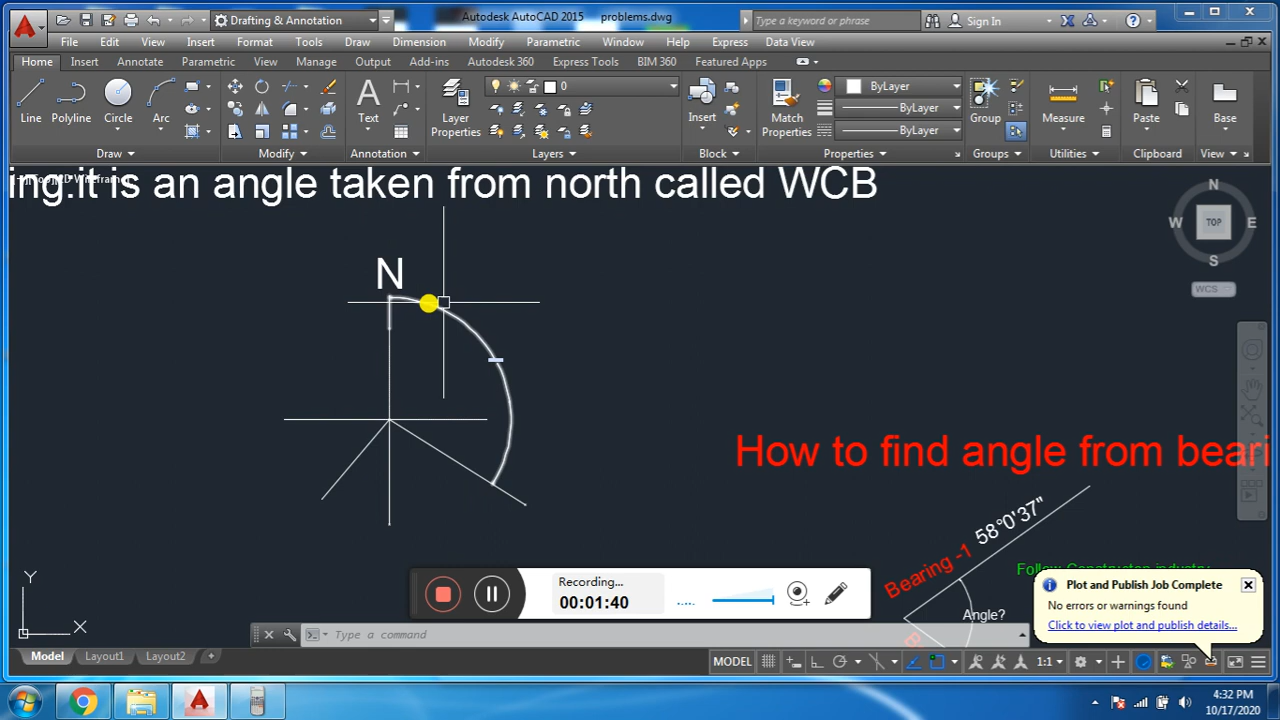 Drafting & Annotation
Autodesk AutoCAD 2015 problems.dwg
Type a keyword or phrase
Sign In
File Edit View Insert Format Tools Draw Dimension Modify Parametric Window Help Express Data View
Home Insert Annotate Parametric View Manage Output Add-ins Autodesk 360 Express Tools BIM 360 Featured Apps
Line Polyline Circle Arc
Text
Layer
Properties
0
Insert
Match
Properties
ByLayer
ByLayer
ByLayer
Group
Measure
Paste
Base
Draw Modify Annotation Layers Block Properties Groups Utilities Clipboard View
ing:it is an angle taken from north called WCB
N
N
W TOP E
S
WCS
How to find angle from beari
58°0'37"
Bearing -1
Angle?
Y
X
Recording...
00:01:40
Plot and Publish Job Complete
No errors or warnings found
Click to view plot and publish details...
Type a command
Model Layout1 Layout2 +
MODEL
1:1
4:32 PM
10/17/2020